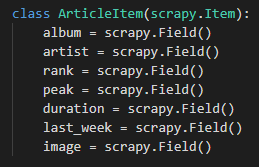 class ArticleItem(scrapy.Item):
    album = scrapy.Field()
    artist = scrapy.Field()
    rank = scrapy.Field()
    peak = scrapy.Field()
    duration = scrapy.Field()
    last_week = scrapy.Field()
    image = scrapy.Field()